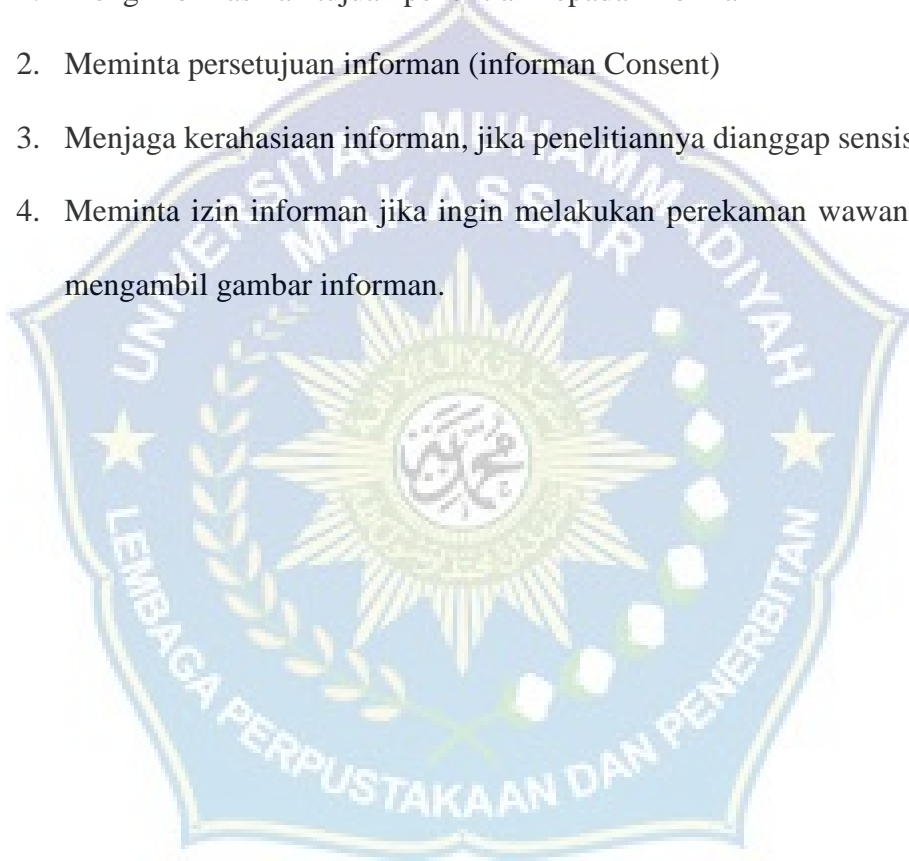 2. Meminta persetujuan informan (informan Consent)
3. Menjaga kerahasiaan informan, jika penelitiannya dianggap sensis
4. Meminta izin informan jika ingin melakukan perekaman wawan
mengambil gambar informan.
UNIVERSITAS MUHAMMADIYAH
MAKASSAR
LEMBAGA PERPUSTAKAAN DAN PENERBITAN